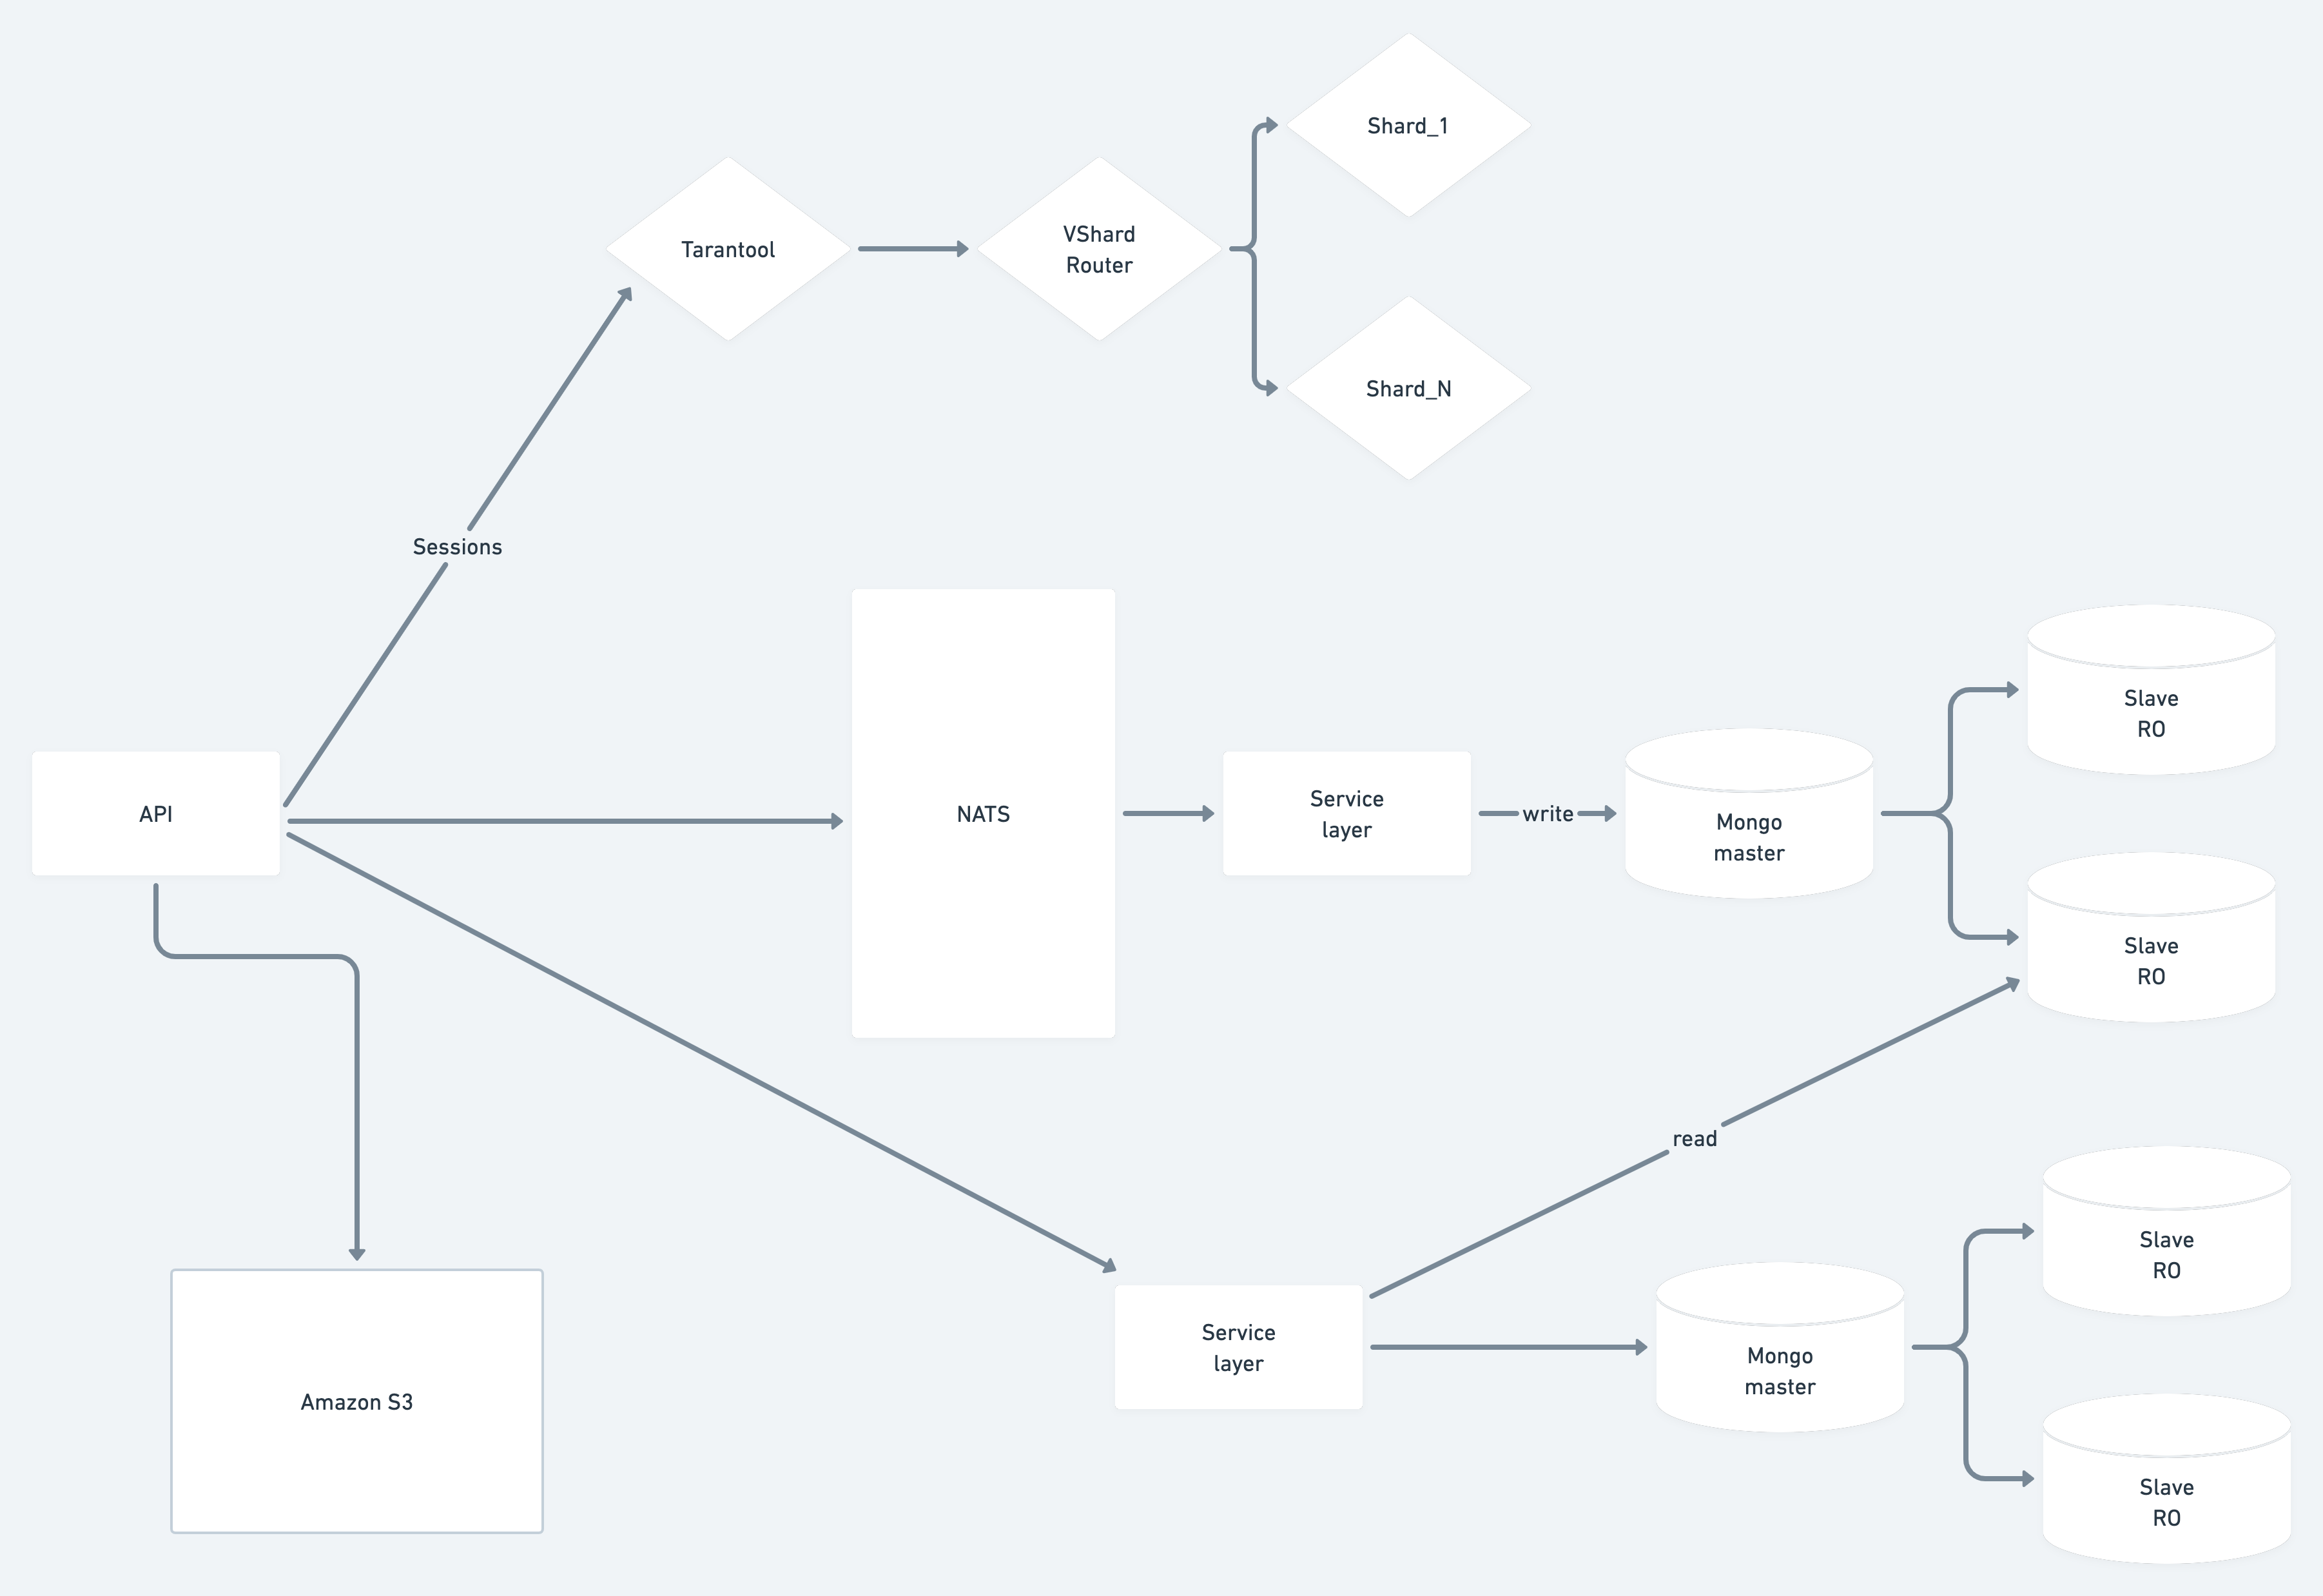 Shard_1
Tarantool
VShard
Router
Shard_N
Sessions
Slave
RO
API
NATS
Service
layer
write
Mongo
master
Slave
RO
read
Slave
RO
Service
layer
Mongo
master
Amazon S3
Slave
RO